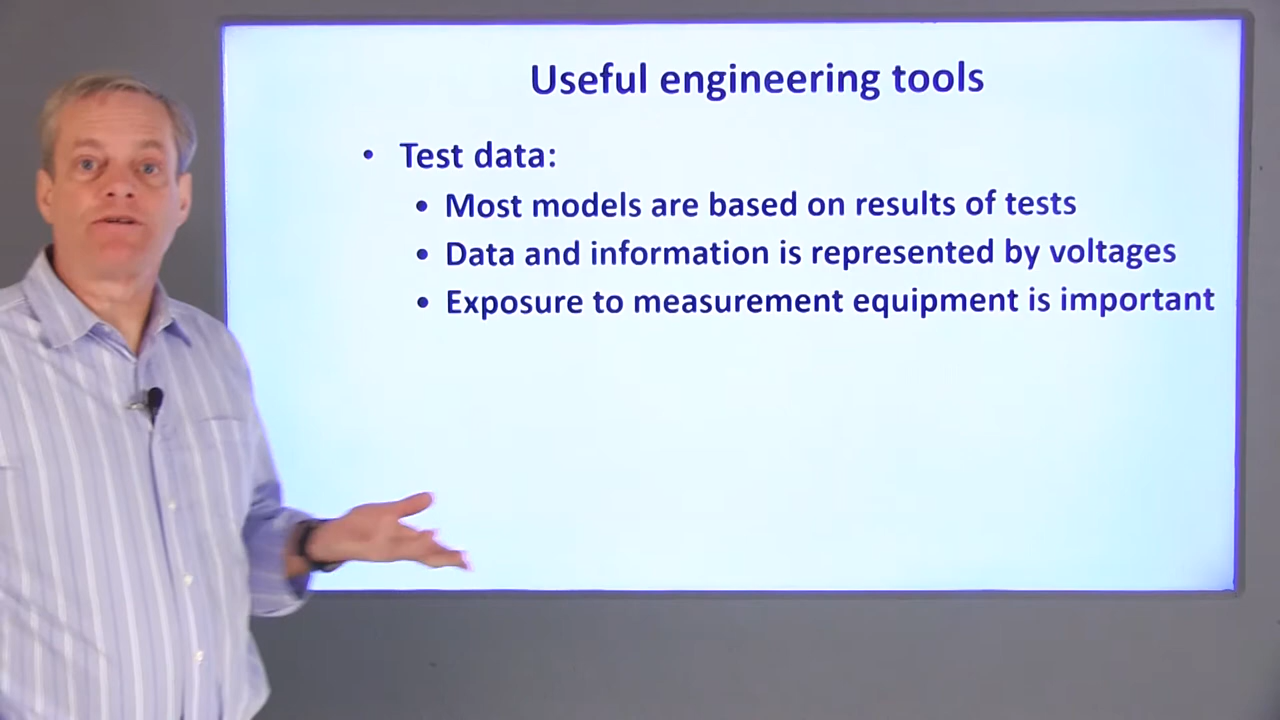 Useful engineering tools
• Test data:
• Most models are based on results of tests
• Data and information is represented by voltages
• Exposure to measurement equipment is important